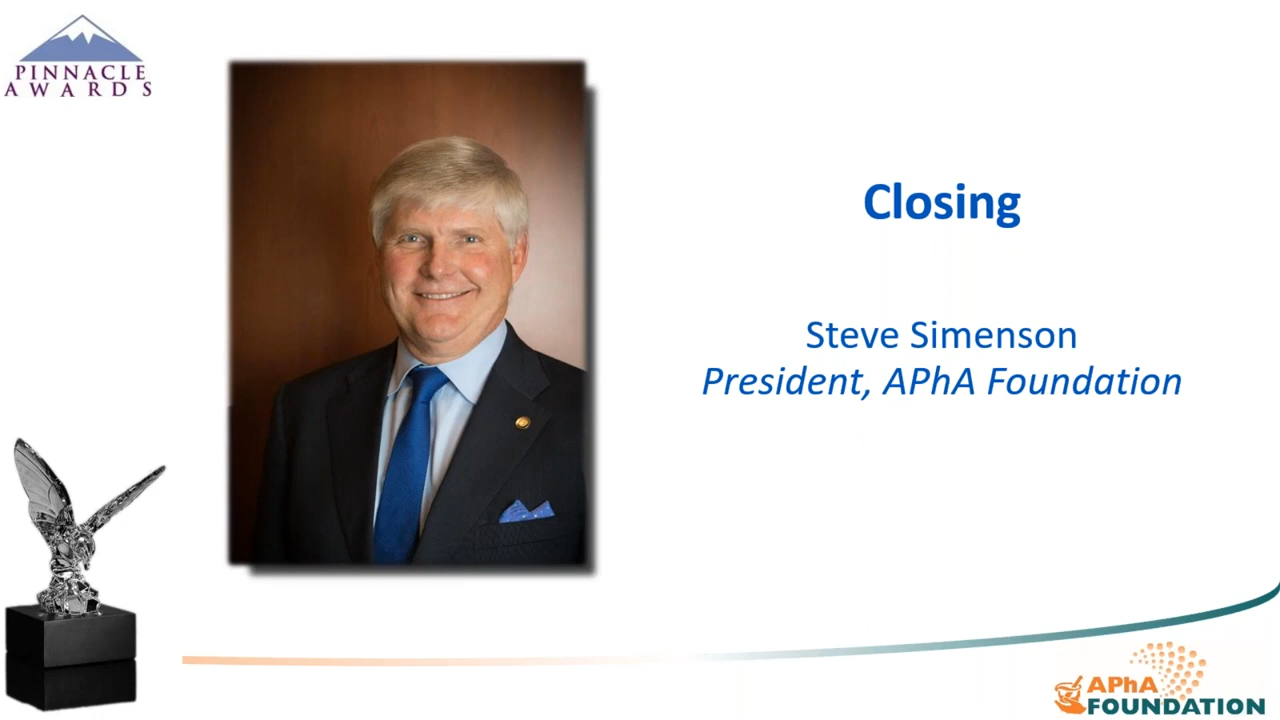 PINNACLE
AWARDS
Closing
Steve Simenson
President, APhA Foundation
APhA
FOUNDATION